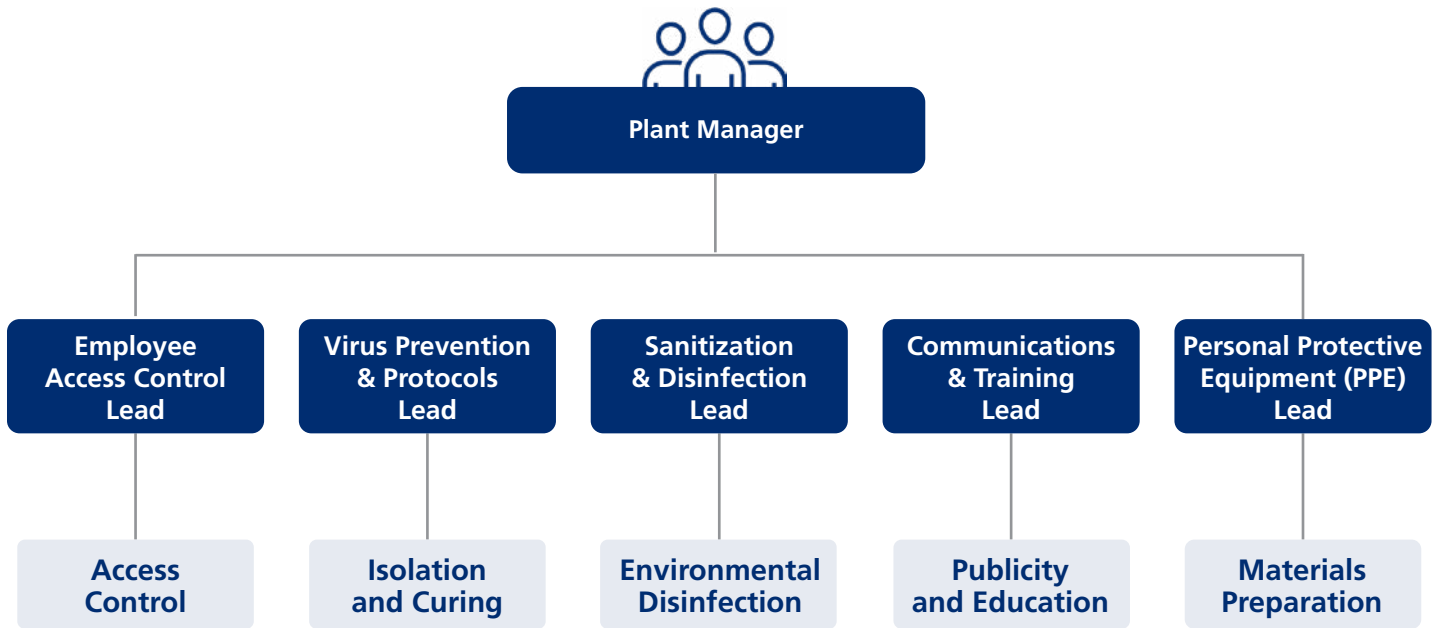 Plant Manager
Employee
Access Control
Lead
Virus Prevention
& Protocols
Lead
Sanitization
& Disinfection
Lead
Communications
& Training
Lead
Personal Protective
Equipment (PPE)
Lead
Access
Control
Isolation
and Curing
Environmental
Disinfection
Publicity
and Education
Materials
Preparation